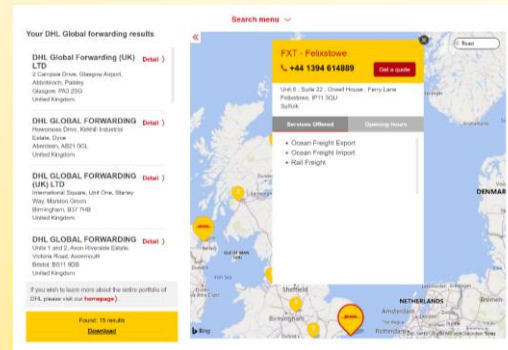 Search menu
Your DHL Global forwarding results
DHL Global Forwarding (UK) LTD
Detail
2 Campsie Drive, Glasgow Airport,
Abbotsinch, Paisley
Glasgow, PA3 2SG
United Kingdom
DHL GLOBAL FORWARDING
Detail
Howemoss Drive, Kirkhill Industrial
Estate, Dyce
Aberdeen, AB21 0GL
United Kingdom
DHL GLOBAL FORWARDING (UK) LTD
Detail
International Square, Unit One, Starley
Way, Marston Green
Birmingham, B37 7HB
United Kingdom
DHL GLOBAL FORWARDING
Detail
Units 1 and 2, Avon Riverside Estate,
Victoria Road, Avonmouth
Bristol, BS11 9DB
United Kingdom
If you wish to learn more about the entire portfolio of
DHL please visit our homepage
Found: 15 results
Download
FXT - Felixstowe
+44 1394 614889
Get a quote
Unit 6, Suite 22, Orwell House, Ferry Lane
Felixstowe, IP11 3QU
Suffolk
Services Offered
Opening hours
• Ocean Freight Export
• Ocean Freight Import
• Rail Freight
Road
DENMAR
ISLE OF MAN
Sheffield
Birmingham
NETHERLANDS
Amsterdam
Rotterdam
Bremen
Bing